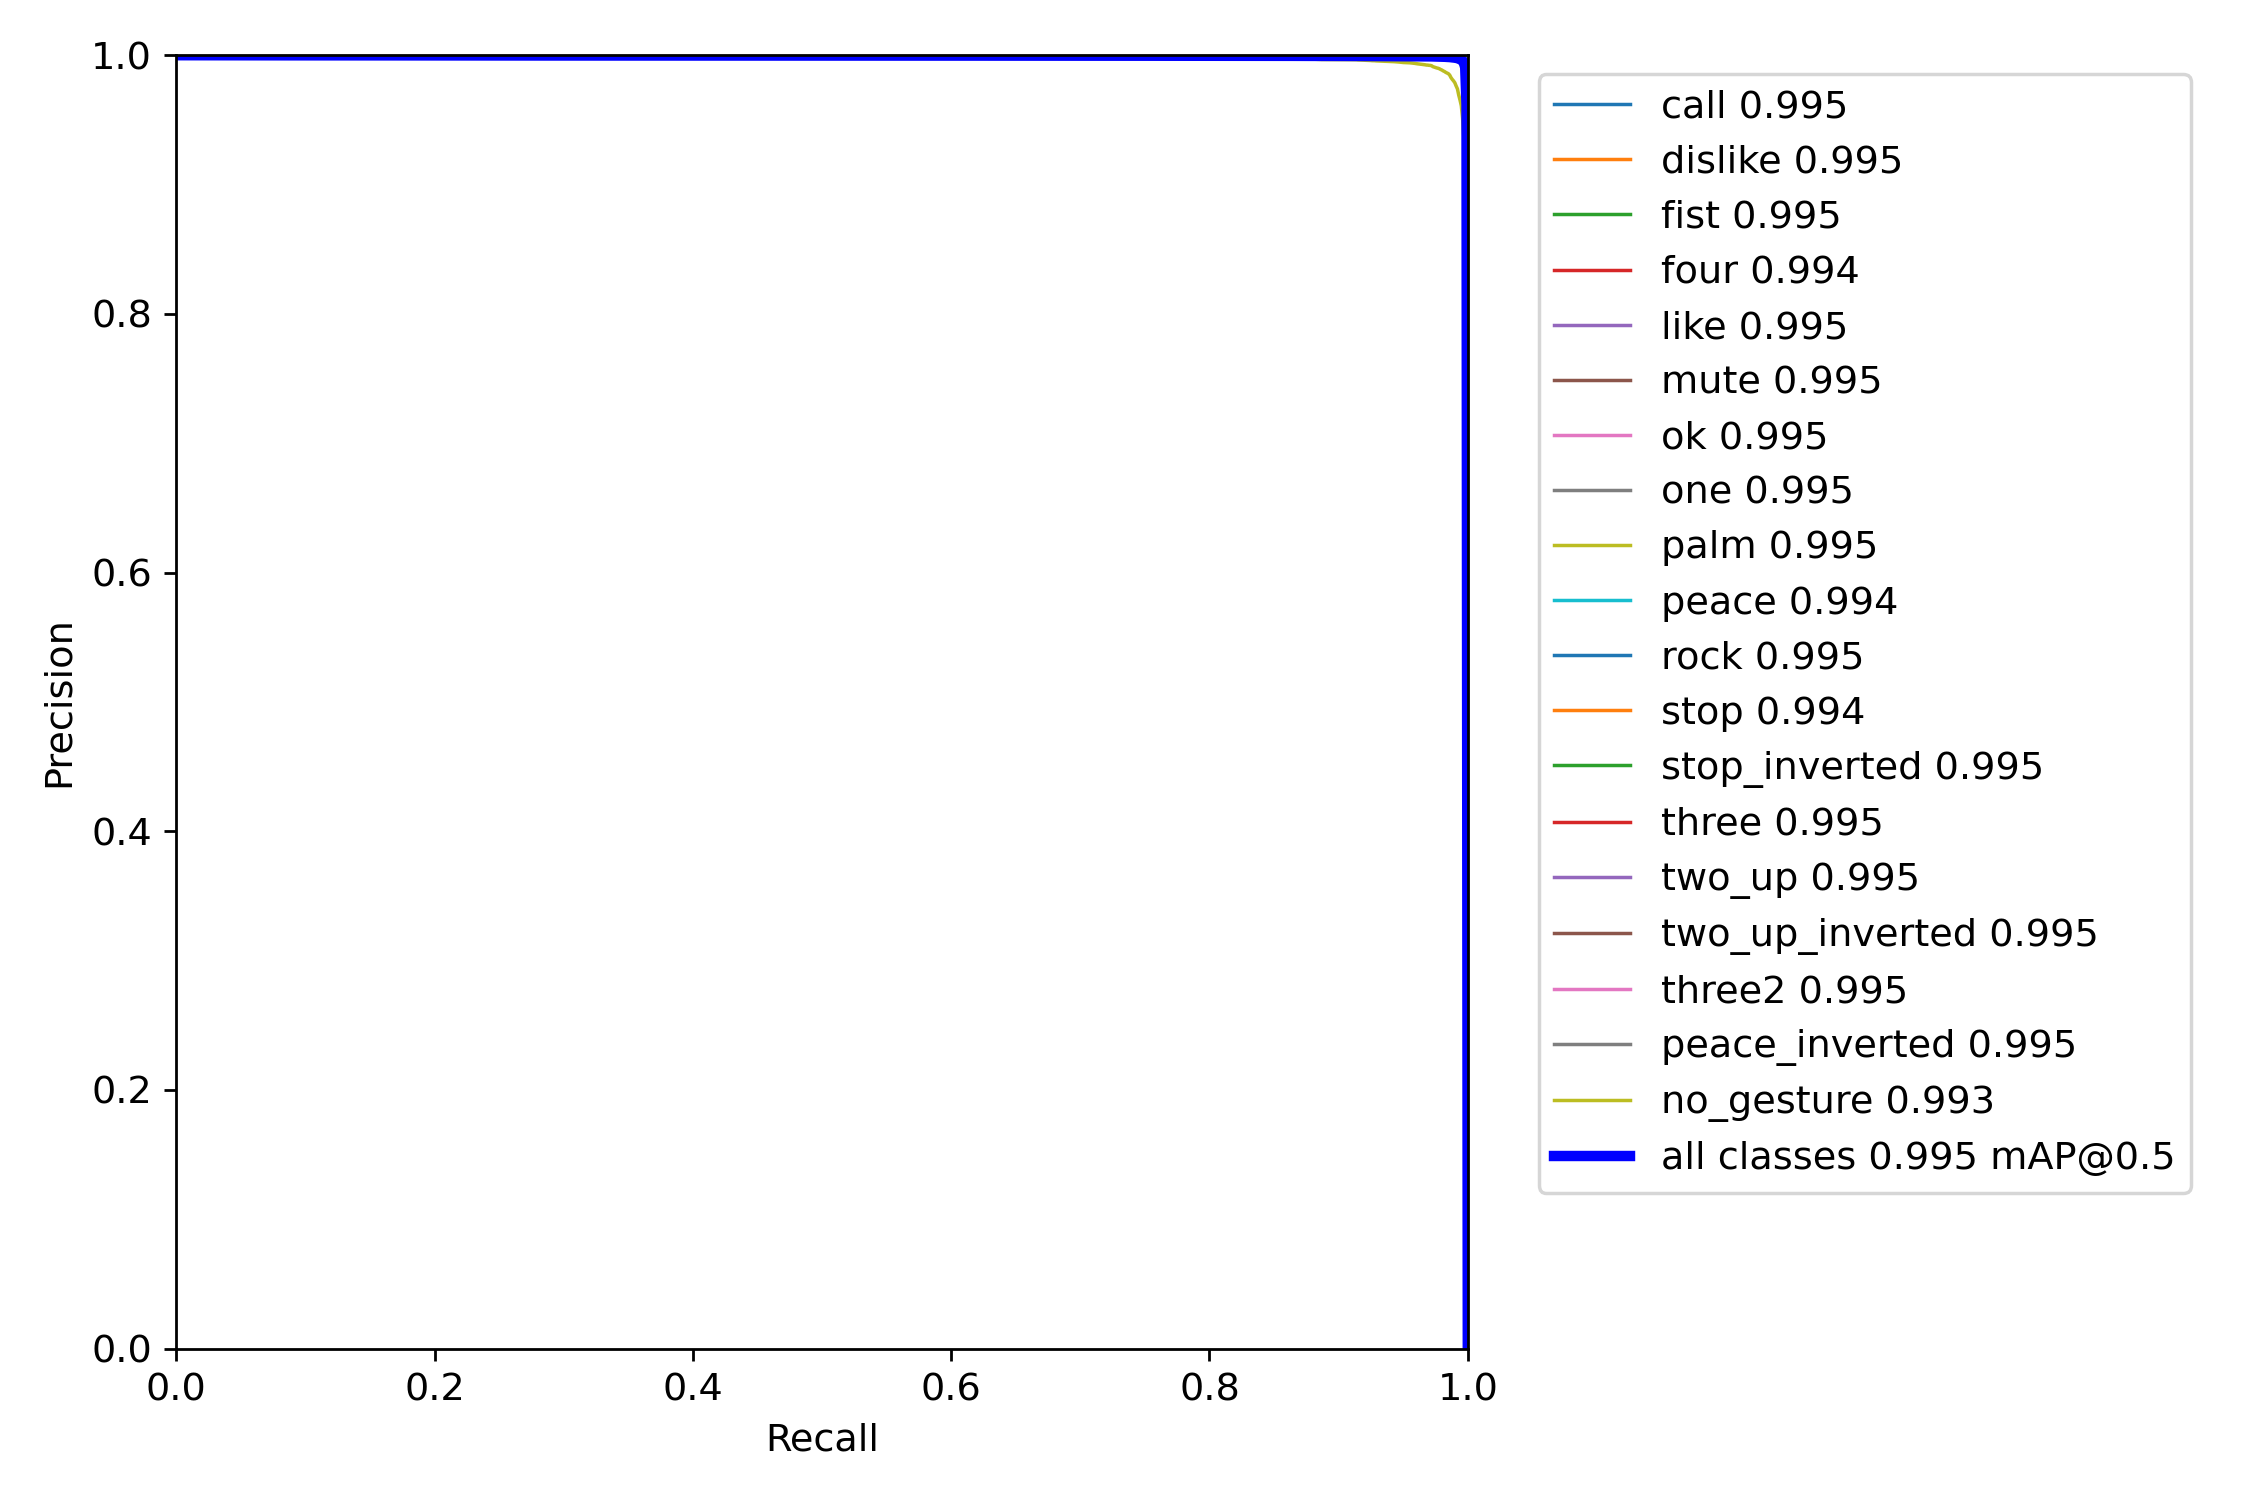 1.0
0.8
0.6
0.4
0.2
0.0
Precision
0.0 0.2 0.4 0.6 0.8 1.0
Recall
call 0.995
dislike 0.995
fist 0.995
four 0.994
like 0.995
mute 0.995
ok 0.995
one 0.995
palm 0.995
peace 0.994
rock 0.995
stop 0.994
stop_inverted 0.995
three 0.995
two_up 0.995
two_up_inverted 0.995
three2 0.995
peace_inverted 0.995
no_gesture 0.993
all classes 0.995 mAP@0.5